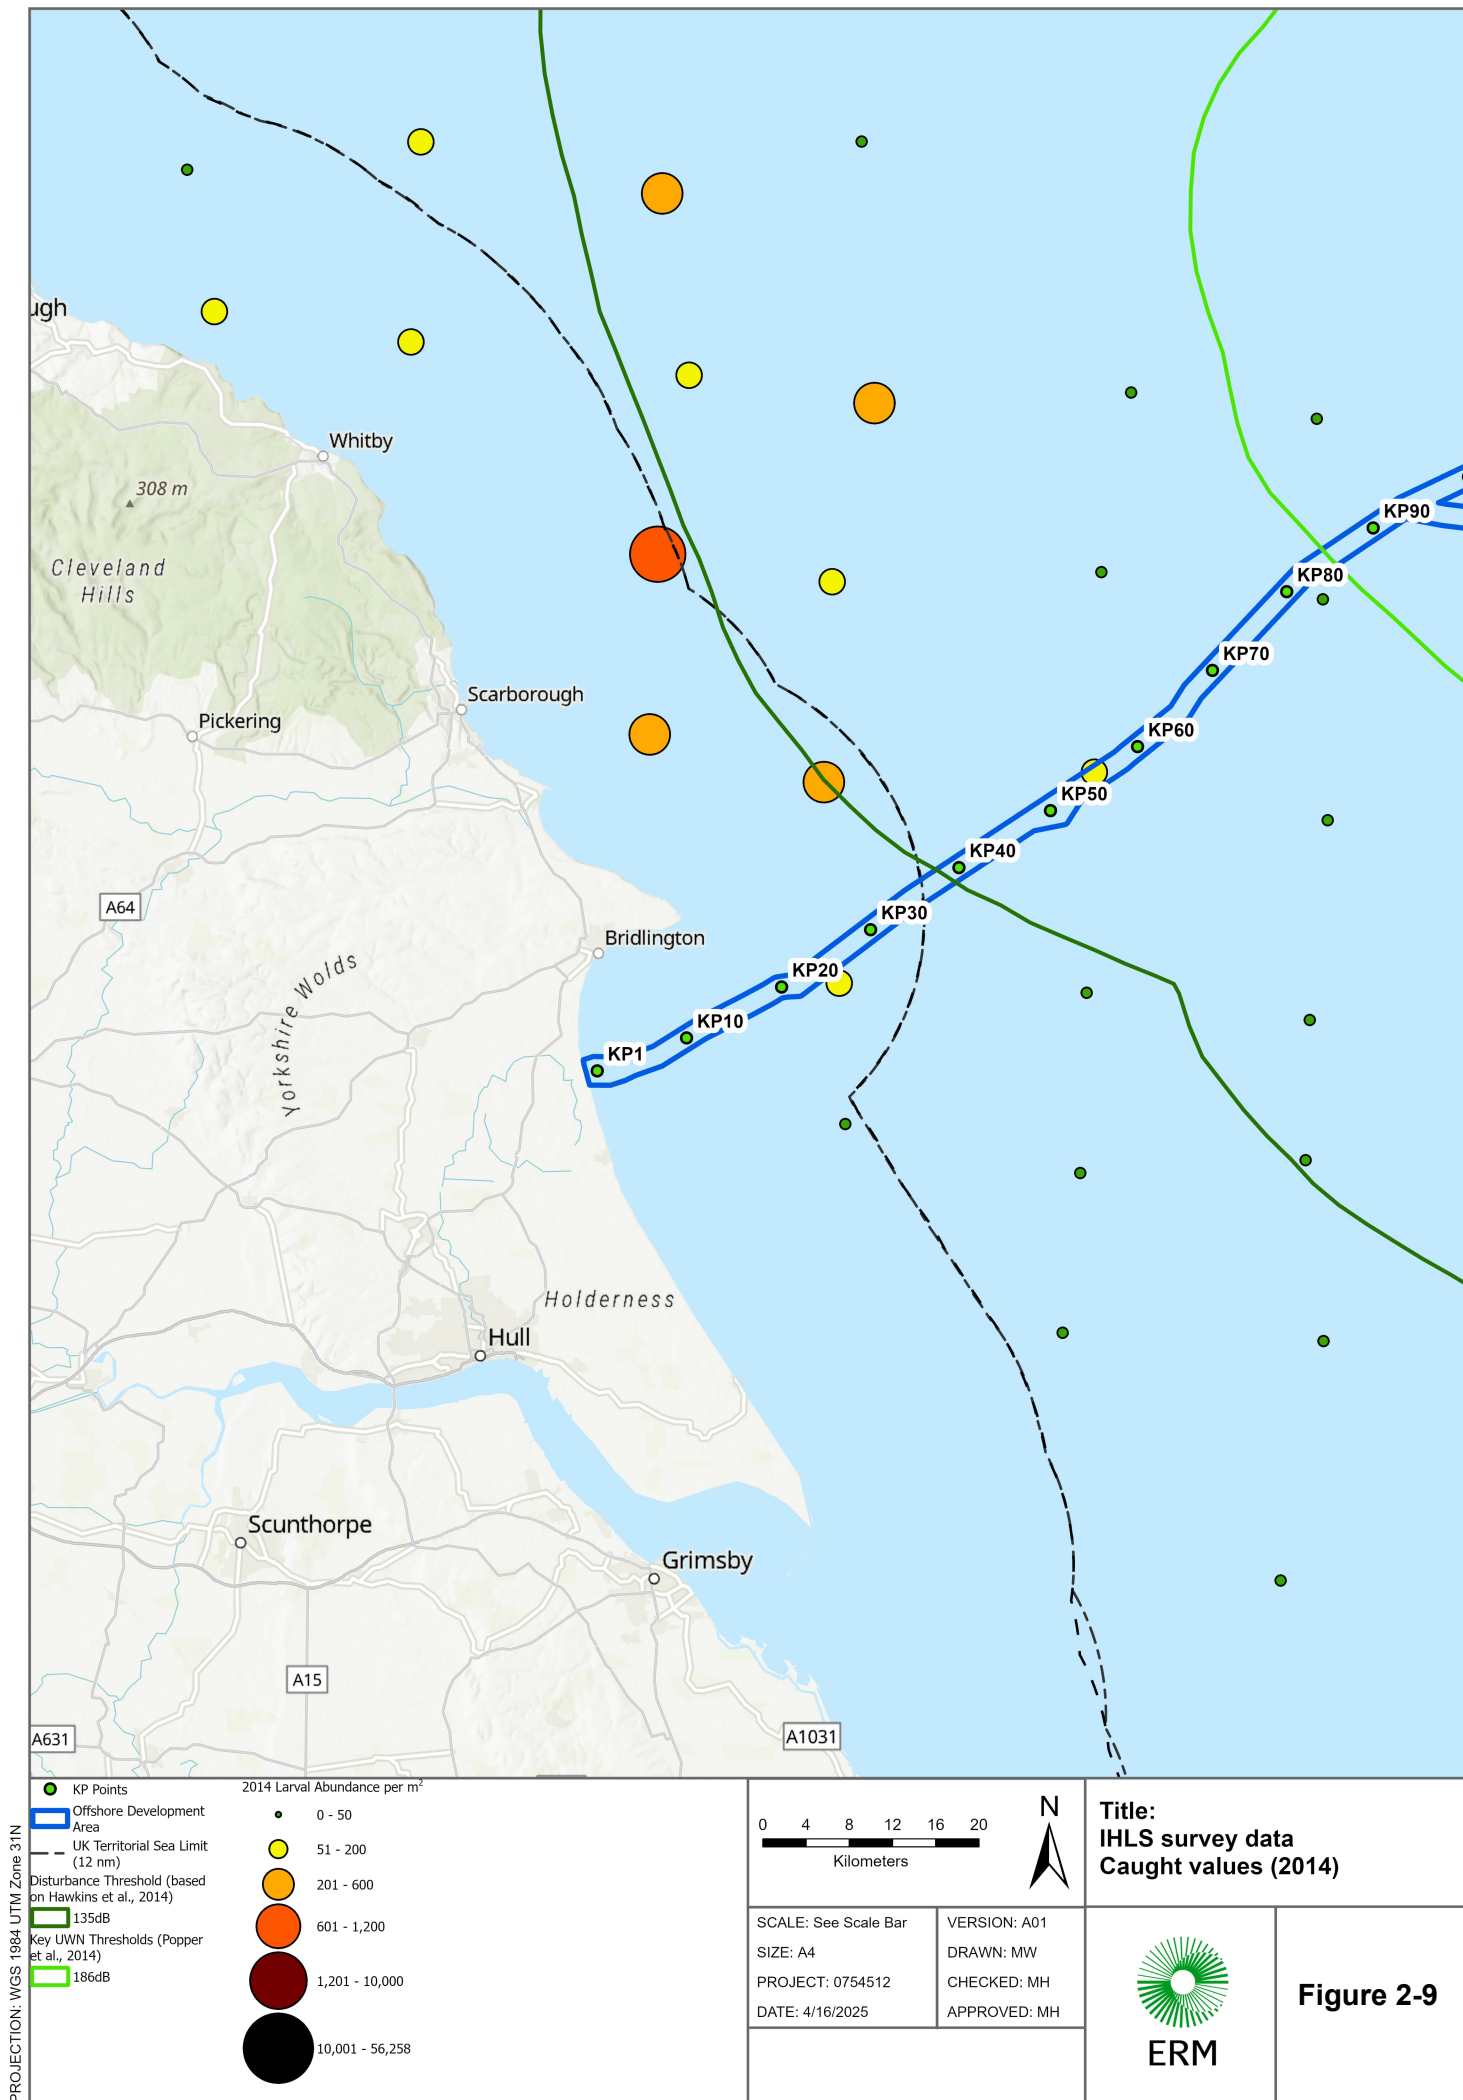 ugh
Whitby
308 m
Cleveland
Hills
KP90
KP80
KP70
Scarborough
Pickering
KP60
KP50
KP40
A64
KP30
Bridlington
KP20
Yorkshire Wolds
KP10
KP1
Holderness
Hull
Scunthorpe
Grimsby
A15
A631
A1031
PROJECTION: WGS 1984 UTM Zone 31N
KP Points
Offshore Development
Area
UK Territorial Sea Limit
(12 nm)
Disturbance Threshold (based
on Hawkins et al., 2014)
135dB
Key UWN Thresholds (Popper
et al., 2014)
186dB
2014 Larval Abundance per m²
0 - 50
51 - 200
201 - 600
601 - 1,200
1,201 - 10,000
10,001 - 56,258
0 4 8 12 16 20
Kilometers
N
Title:
IHLS survey data
Caught values (2014)
SCALE: See Scale Bar
VERSION: A01
SIZE: A4
DRAWN: MW
PROJECT: 0754512
CHECKED: MH
DATE: 4/16/2025
APPROVED: MH
ERM
Figure 2-9